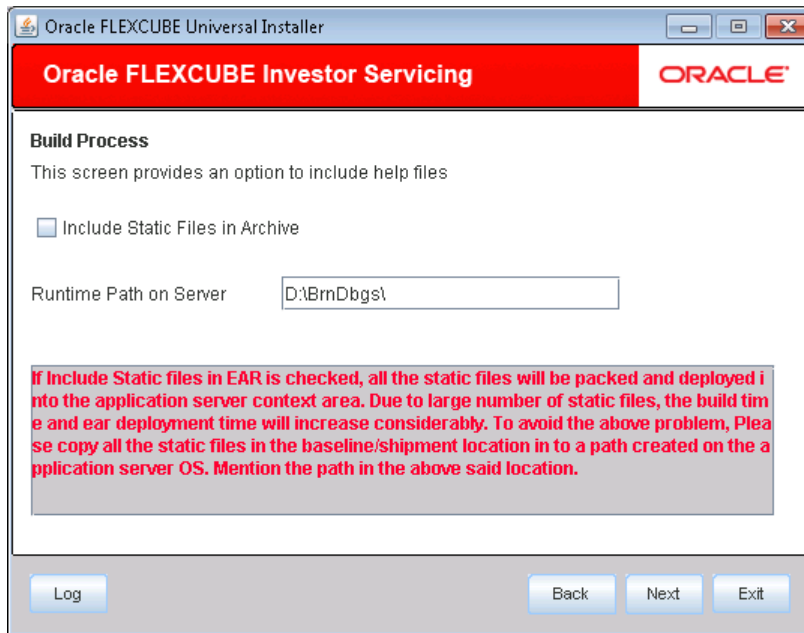 Oracle FLEXCUBE Universal Installer
Oracle FLEXCUBE Investor Servicing
ORACLE
Build Process
This screen provides an option to include help files
Include Static Files in Archive
Runtime Path on Server
D:\BrnDbgs\
If Include Static files in EAR is checked, all the static files will be packed and deployed i
nto the application server context area. Due to large number of static files, the build tim
e and ear deployment time will increase considerably. To avoid the above problem, Plea
se copy all the static files in the baseline/shipment location in to a path created on the a
pplication server OS. Mention the path in the above said location.
Log
Back
Next
Exit